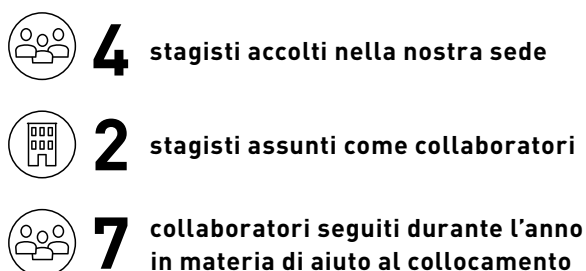 4 stagisti accolti nella nostra sede
2 stagisti assunti come collaboratori
7 collaboratori seguiti durante l’anno
in materia di aiuto al collocamento